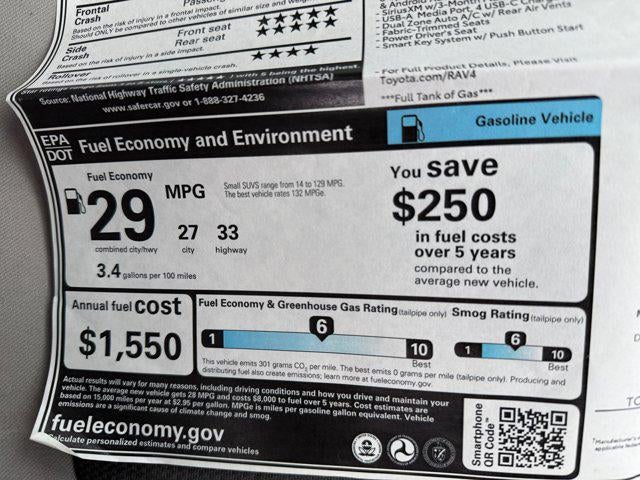 Frontal
Crash
Based on the risk of injury in a frontal impact.
Should ONLY be compared to other vehicles of similar size and weight.
Side
Crash
Front seat
Rear seat
Based on the risk of injury in a side impact.
Rollover
Based on the risk of rollover in a single-vehicle crash.
with 5 being the highest.
Source: National Highway Traffic Safety Administration (NHTSA)
www.safercar.gov or 1-888-327-4236
- SiriusXM w/3-Month
- USB-A Media Port, 4 USB-C
- Dual Zone Auto A/C w/ Rear Air Vents
- Fabric-Trimmed Seats
- Power Driver's Seat
- Smart Key System w/ Push Button Start
- For Full Product Details, Please Visit
Toyota.com/RAV4
***Full Tank of Gas***
EPA
DOT
Fuel Economy and Environment
Gasoline Vehicle
Fuel Economy
29
MPG
Small SUVS range from 14 to 129 MPG.
The best vehicle rates 132 MPGe.
27
33
combined city/hwy
city
highway
3.4 gallons per 100 miles
You save
$250
in fuel costs
over 5 years
compared to the
average new vehicle.
Annual fuel cost
$1,550
Fuel Economy & Greenhouse Gas Rating (tailpipe only)
1
6
10
Best
Smog Rating (tailpipe only)
1
6
10
Best
This vehicle emits 301 grams CO2 per mile. The best emits 0 grams per mile (tailpipe only). Producing and
distributing fuel also create emissions; learn more at fueleconomy.gov.
Actual results will vary for many reasons, including driving conditions and how you drive and maintain your
vehicle. The average new vehicle gets 28 MPG and costs $8,000 to fuel over 5 years. Cost estimates are
based on 15,000 miles per year at $2.95 per gallon. MPGe is miles per gasoline gallon equivalent. Vehicle
emissions are a significant cause of climate change and smog.
fueleconomy.gov
Calculate personalized estimates and compare vehicles
Smartphone
QR Code™